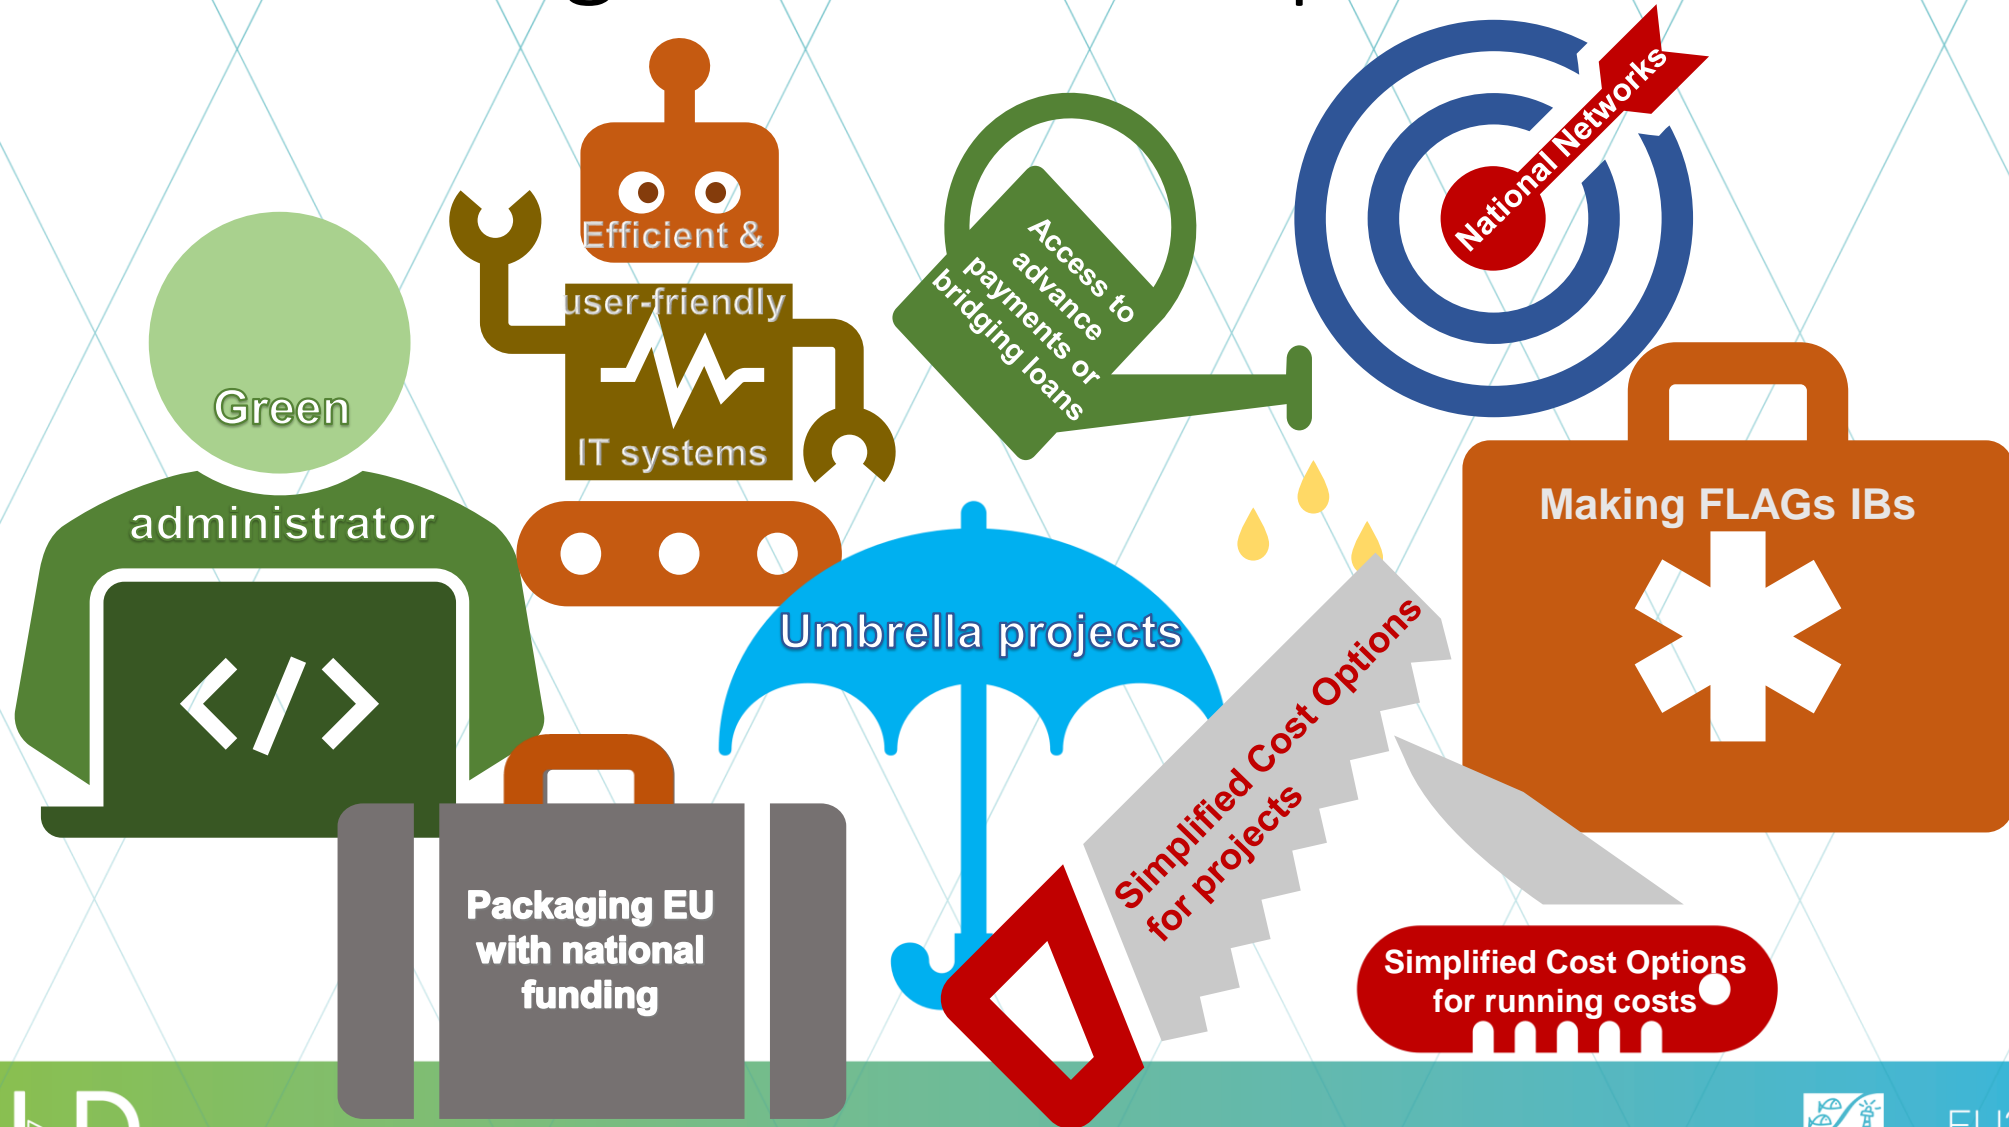 National Networks
Efficient &
user-friendly
IT systems
Access to
advance
payments or
bridging loans
Green
administrator
Making FLAGs IBs
Umbrella projects
Simplified Cost Options
for projects
</>
Packaging EU
with national
funding
Simplified Cost Options
for running costs